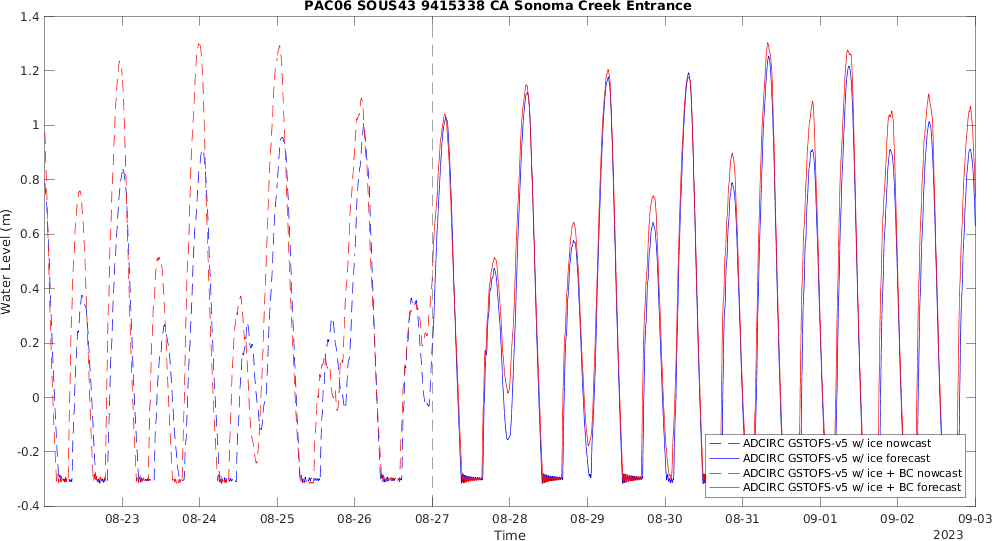 PAC06 SOUS43 9415338 CA Sonoma Creek Entrance
1.4
1.2
1
0.8
0.6
0.4
0.2
0
-0.2
-0.4
Water Level (m)
ADCIRC GSTOFS-v5 w/ ice nowcast
ADCIRC GSTOFS-v5 w/ ice forecast
ADCIRC GSTOFS-v5 w/ ice + BC nowcast
ADCIRC GSTOFS-v5 w/ ice + BC forecast
08-23 08-24 08-25 08-26 08-27 08-28 08-29 08-30 08-31 09-01 09-02 09-03
Time
2023